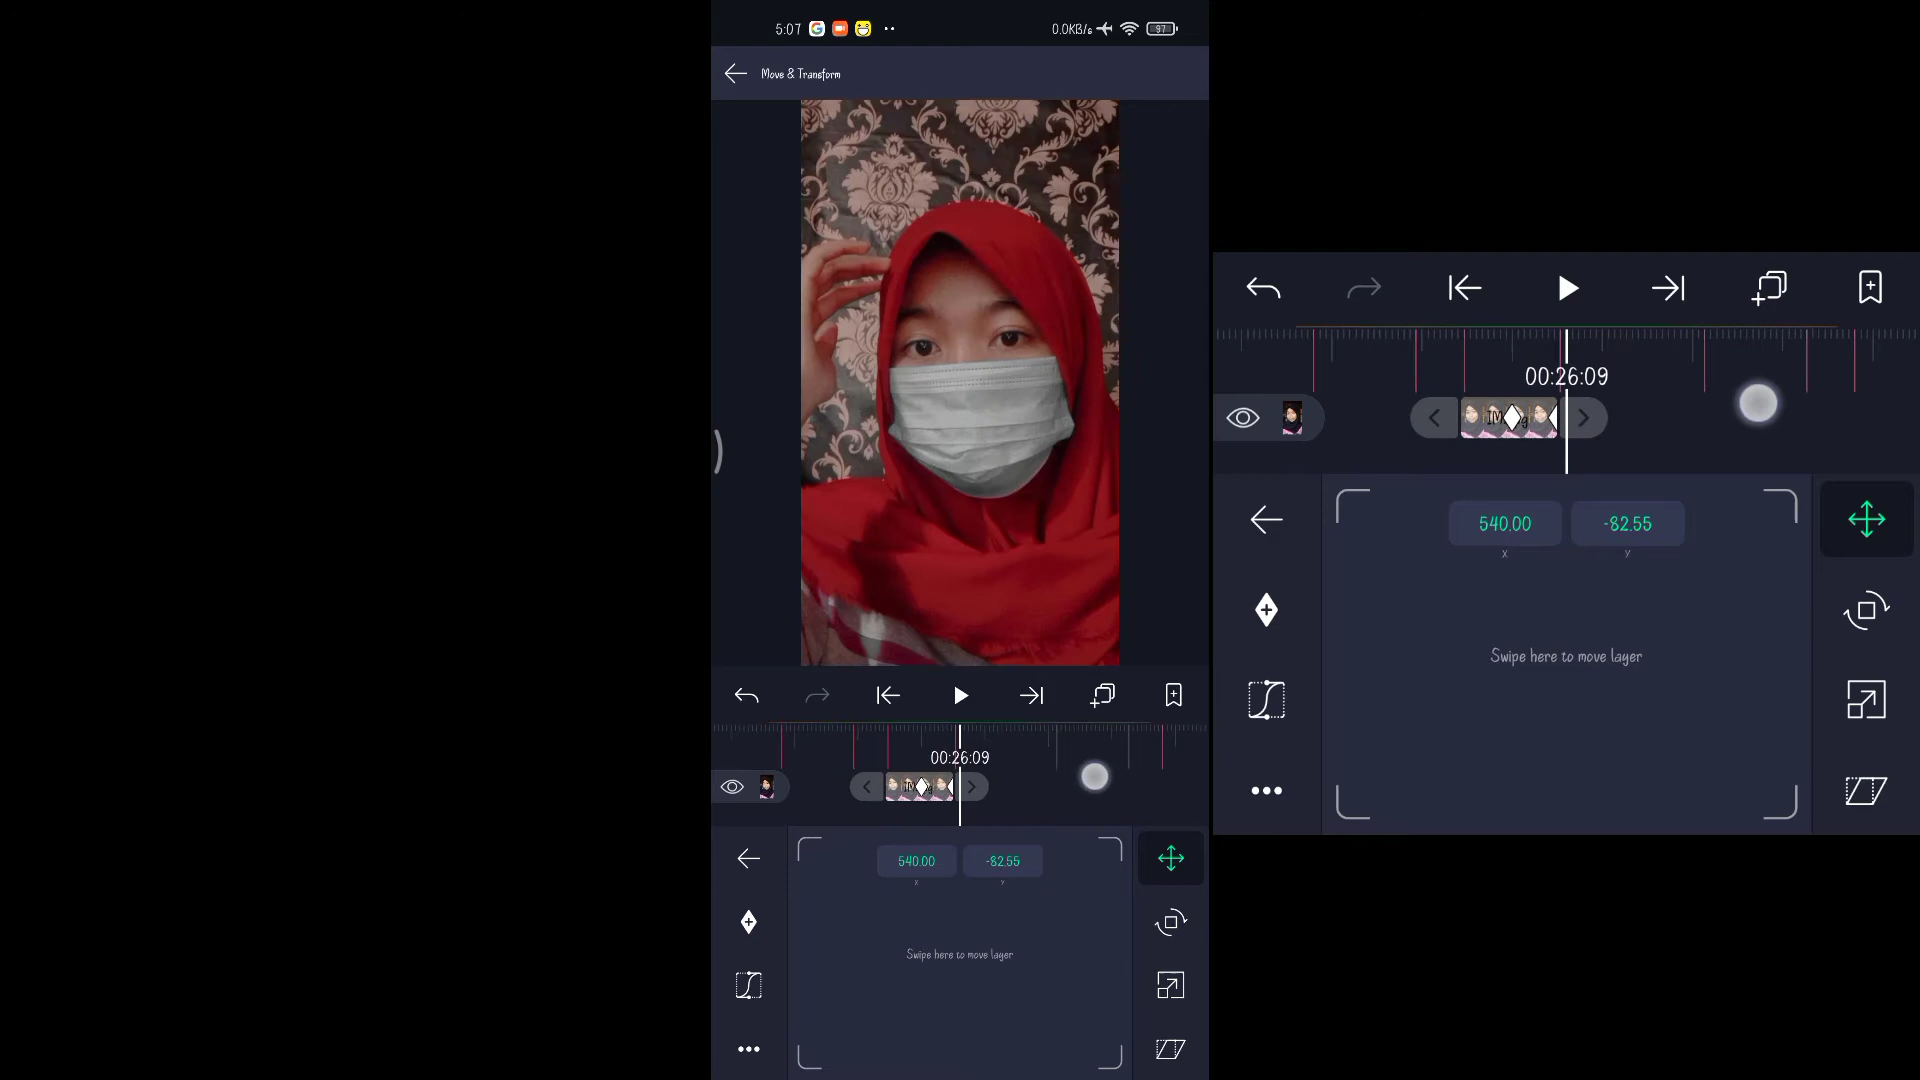 5:07
0.0KB/s
97
Move & Transform
00:26:09
540.00
-82.55
X
Y
Swipe here to move layer
00:26:09
540.00
-82.55
X
Y
Swipe here to move layer